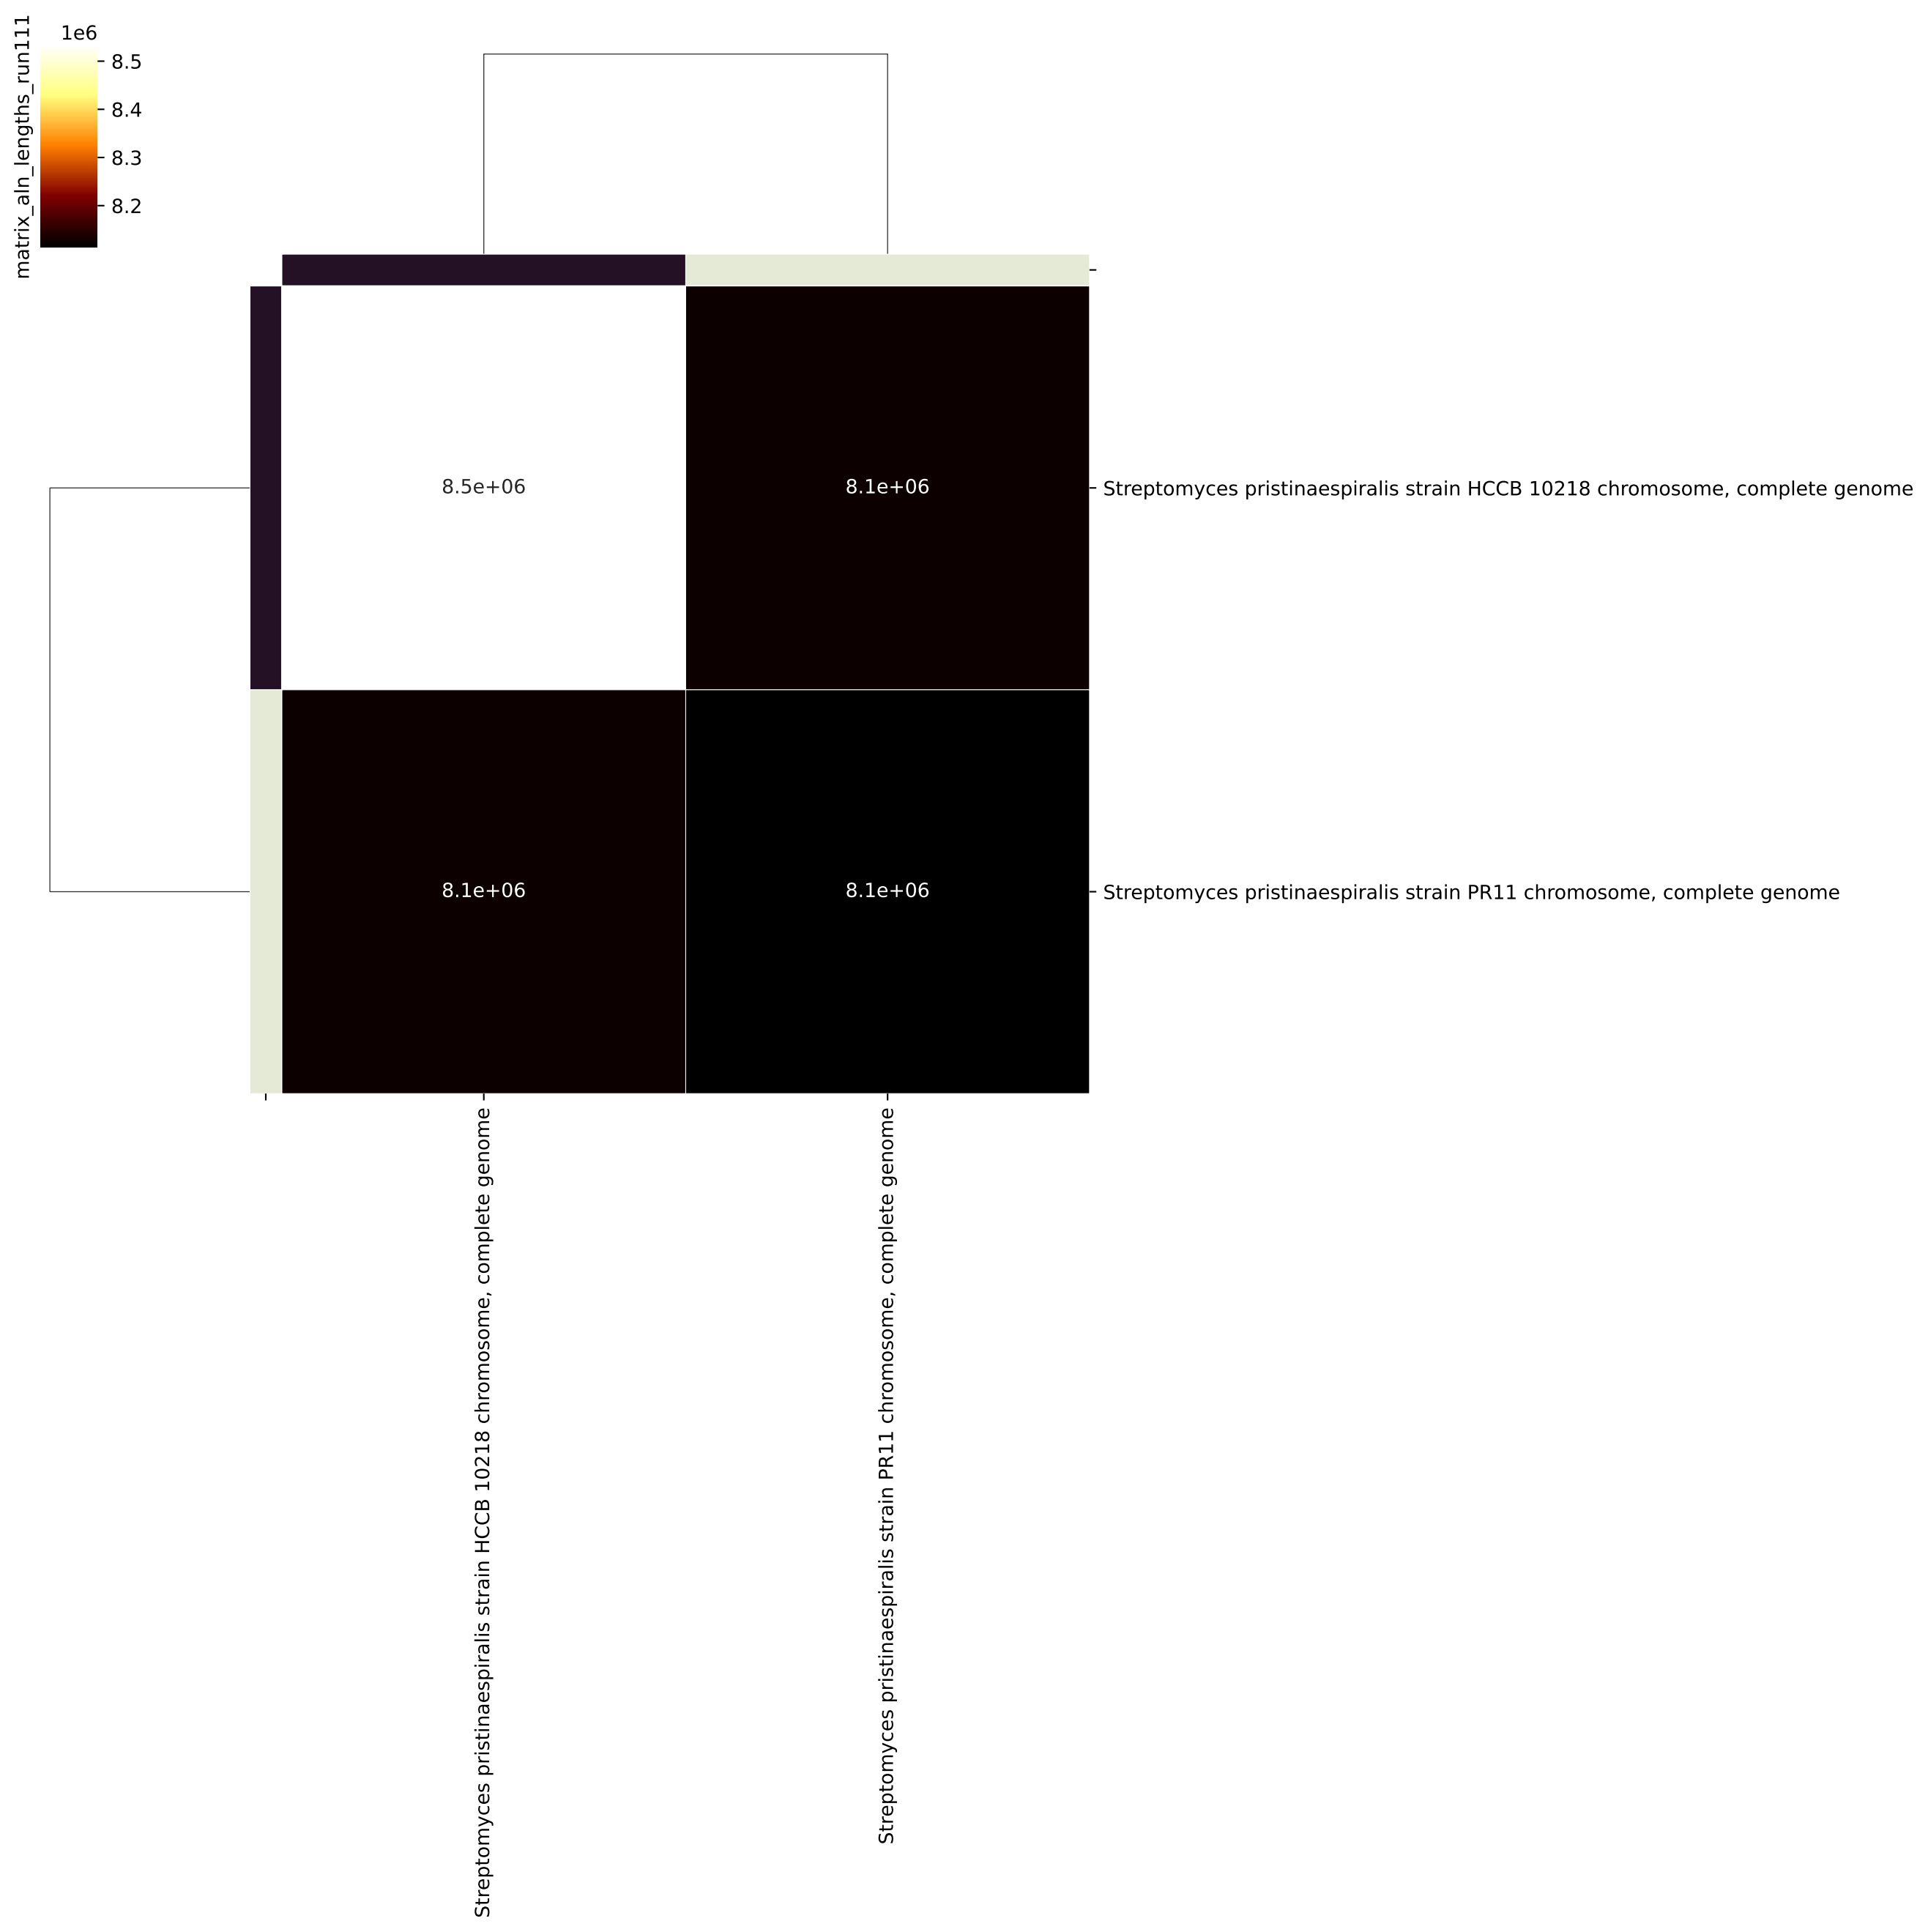 matrix_aln_lengths_run111
1e6
8.5
8.4
8.3
8.2
8.5e+06
8.1e+06
Streptomyces pristinaespiralis strain HCCB 10218 chromosome, complete genome
8.1e+06
8.1e+06
Streptomyces pristinaespiralis strain PR11 chromosome, complete genome
Streptomyces pristinaespiralis strain HCCB 10218 chromosome, complete genome
Streptomyces pristinaespiralis strain PR11 chromosome, complete genome